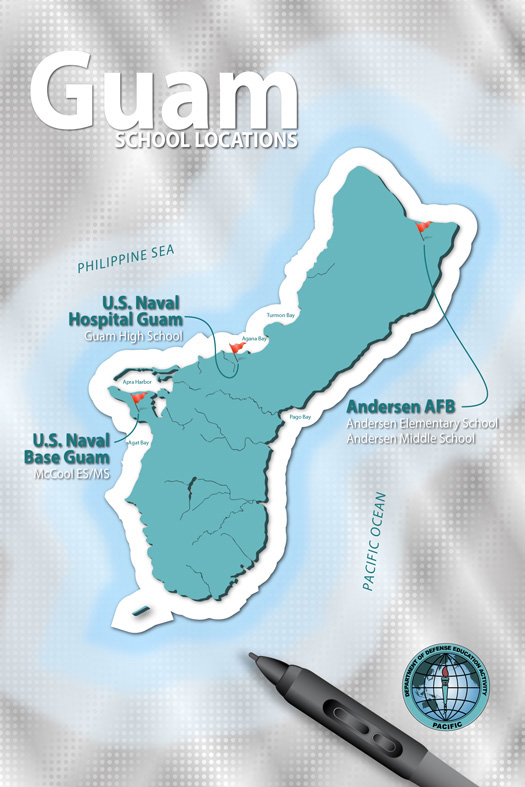 Guam
SCHOOL LOCATIONS
PHILIPPINE SEA
U.S. Naval
Hospital Guam
Guam High School
Tumon Bay
Agana Bay
Apra Harbor
Andersen AFB
Andersen Elementary School
Andersen Middle School
Pago Bay
U.S. Naval
Base Guam
McCool ES/MS
Agat Bay
PACIFIC OCEAN
DEPARTMENT OF DEFENSE EDUCATION ACTIVITY
PACIFIC